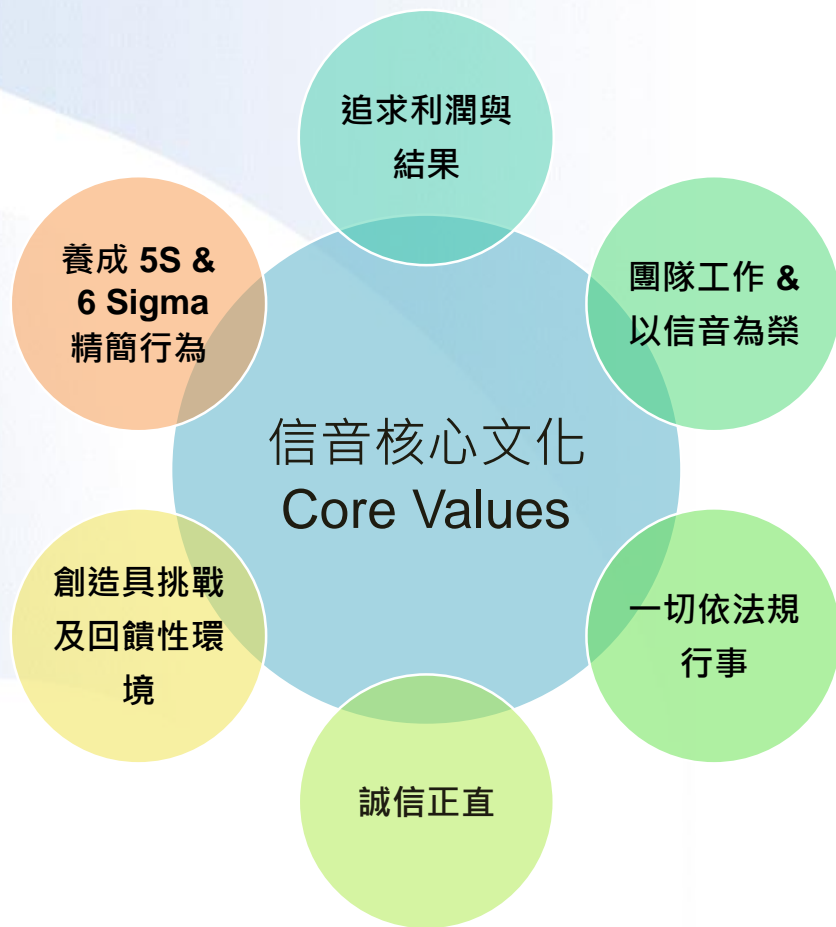 追求利潤與
結果
團隊工作 &
以信音為榮
一切依法規
行事
誠信正直
創造具挑戰
及回饋性環
境
養成 5S &
6 Sigma
精簡行為
信音核心文化
Core Values